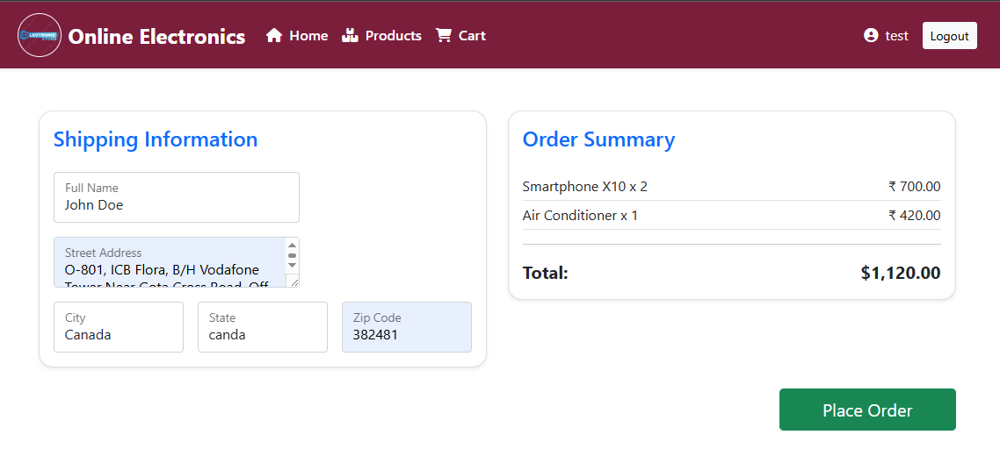 Online Electronics Home Products Cart test Logout
Shipping Information
Full Name
John Doe
Street Address
O-801, ICB Flora, B/H Vodafone
Tower Near Gota Cross Road, Off
City
Canada
State
canda
Zip Code
382481
Order Summary
Smartphone X10 x 2 ₹ 700.00
Air Conditioner x 1 ₹ 420.00
Total: $1,120.00
Place Order